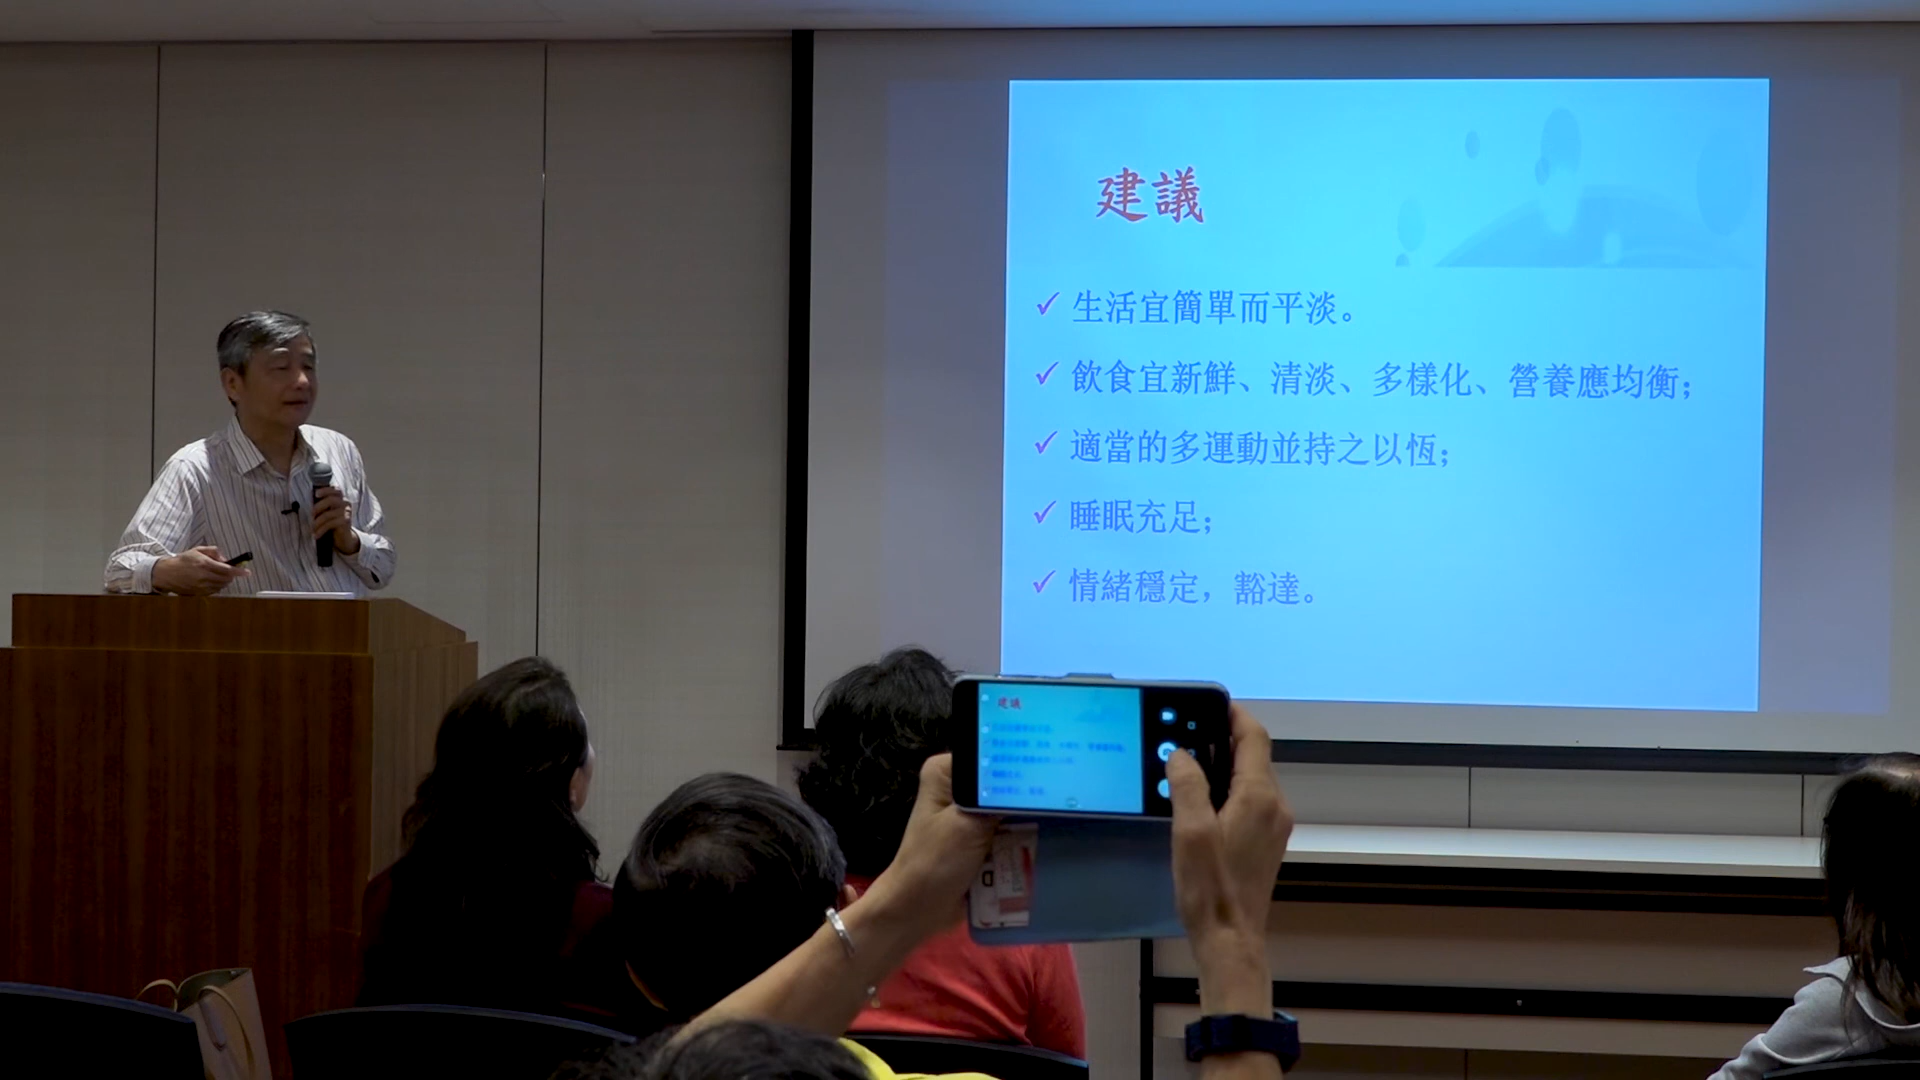 建議
✓ 生活宜簡單而平淡。
✓ 飲食宜新鮮、清淡、多樣化、營養應均衡；
✓ 適當的多運動並持之以恆；
✓ 睡眠充足；
✓ 情緒穩定，豁達。
建議